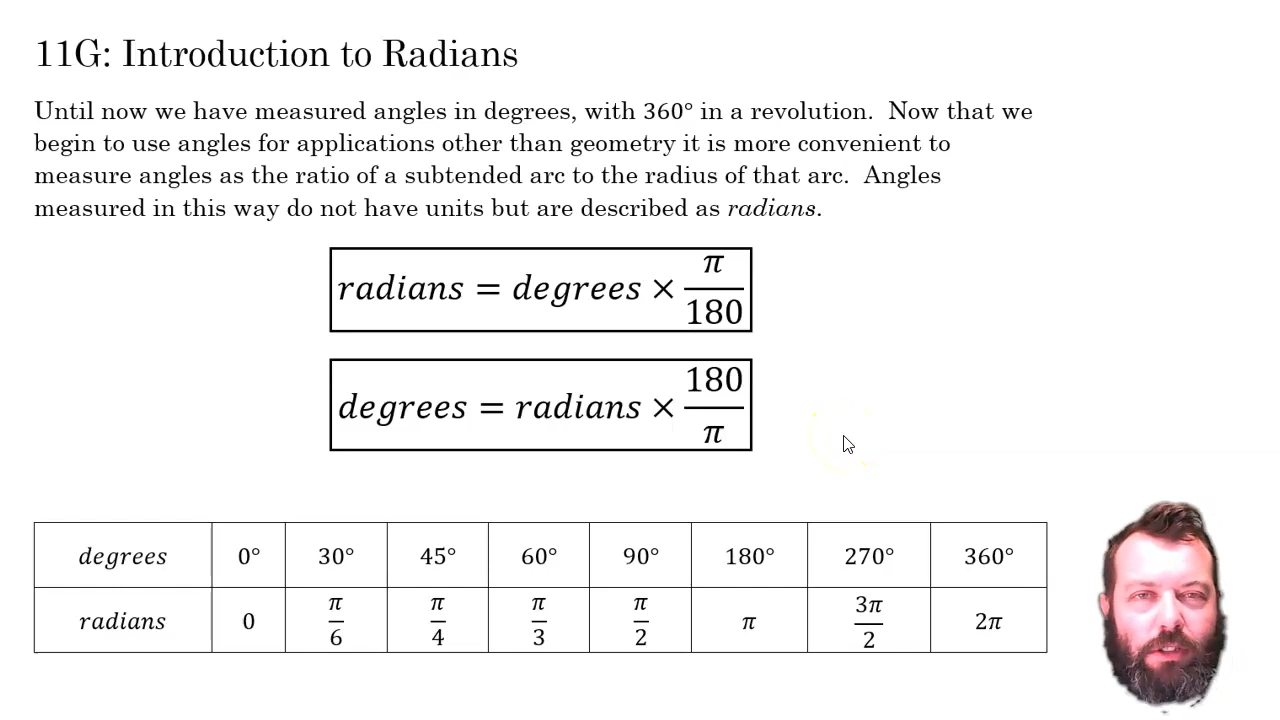 11G: Introduction to Radians
Until now we have measured angles in degrees, with 360° in a revolution.  Now that we
begin to use angles for applications other than geometry it is more convenient to
measure angles as the ratio of a subtended arc to the radius of that arc.  Angles
measured in this way do not have units but are described as radians.
radians = degrees × π/180
degrees = radians × 180/π
degrees 0° 30° 45° 60° 90° 180° 270° 360°
radians 0 π/6 π/4 π/3 π/2 π 3π/2 2π